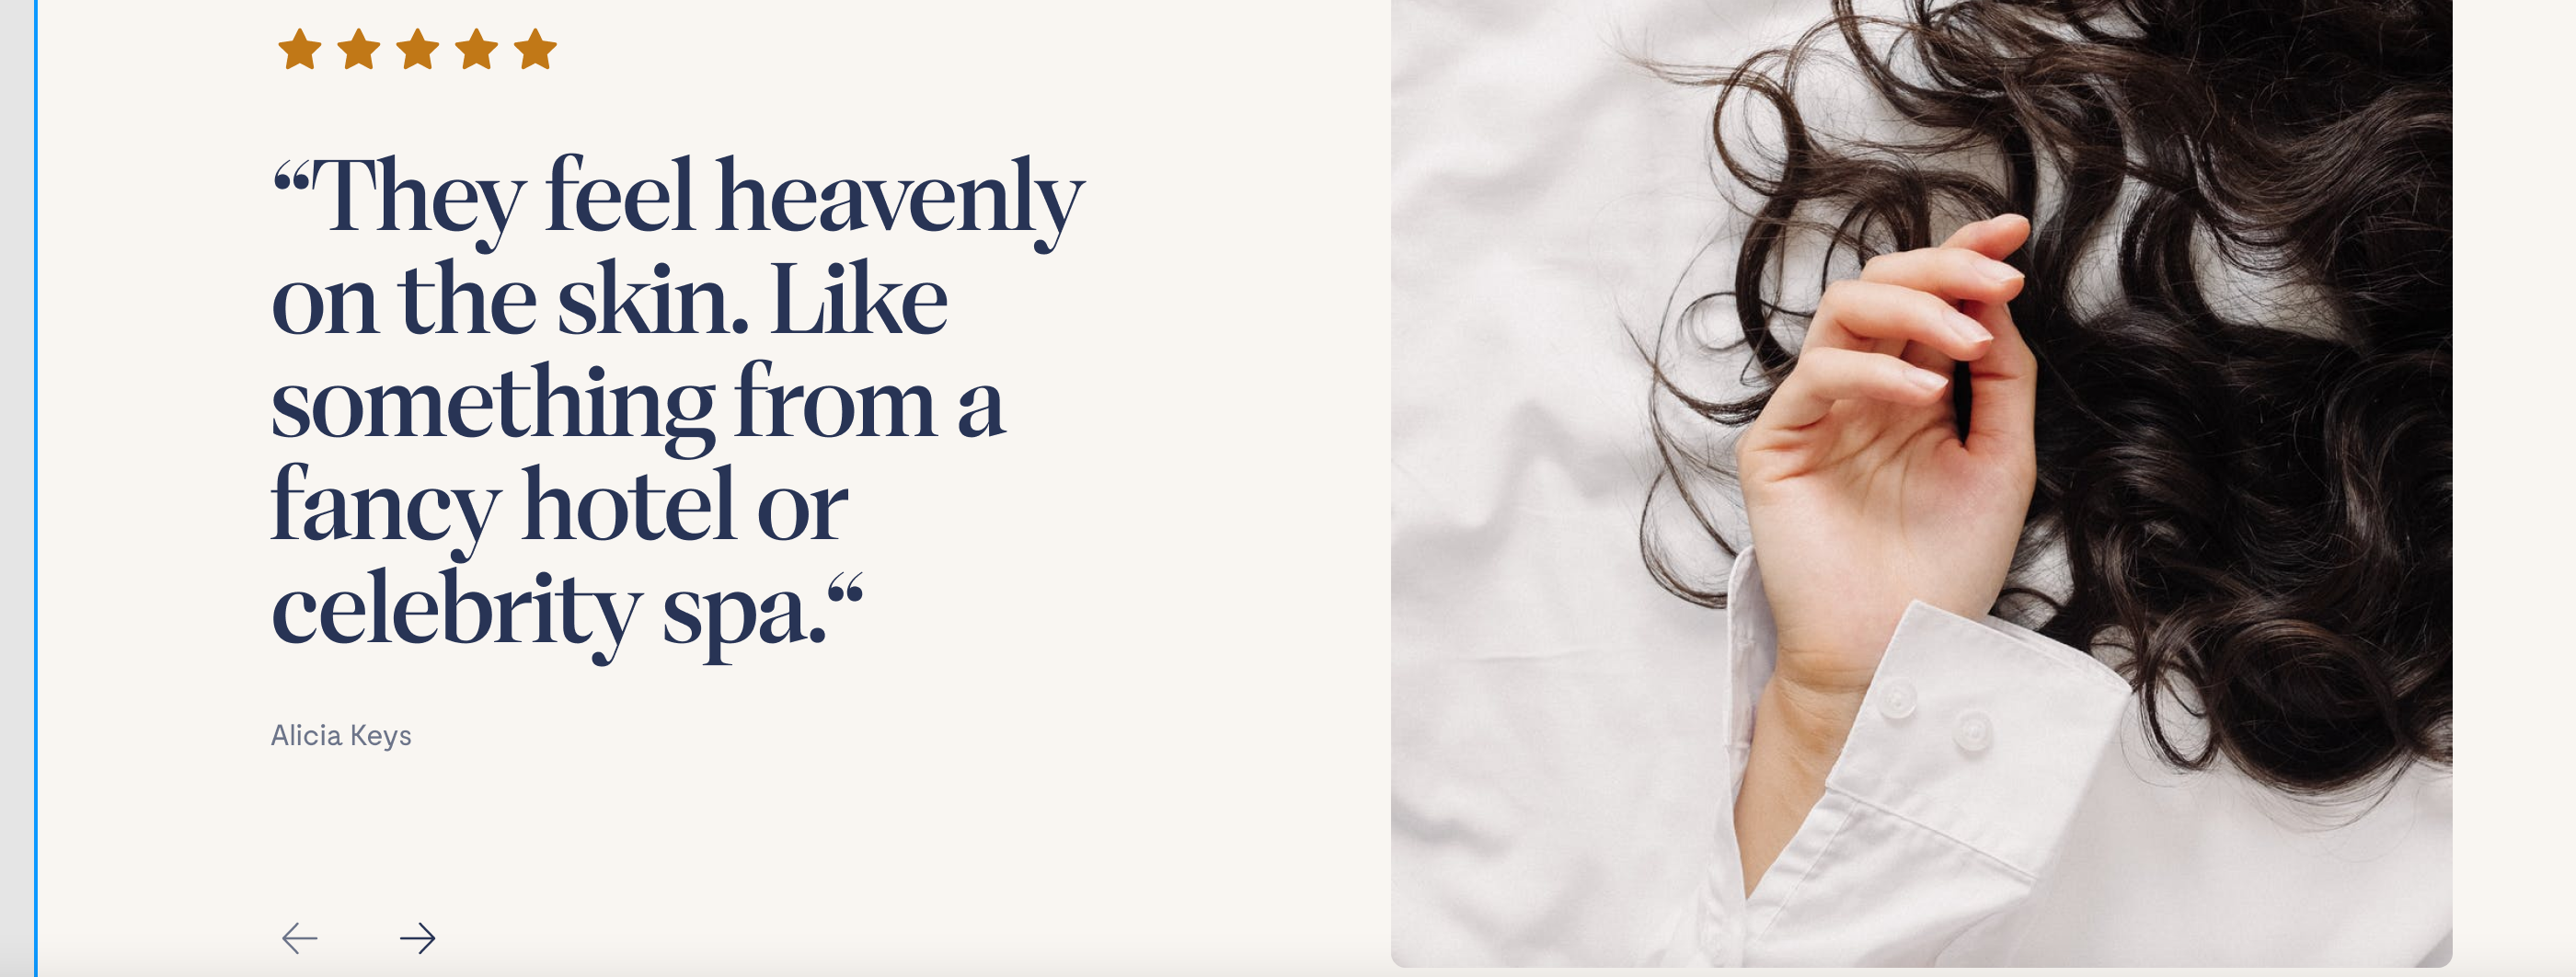 “They feel heavenly
on the skin. Like
something from a
fancy hotel or
celebrity spa.“
Alicia Keys